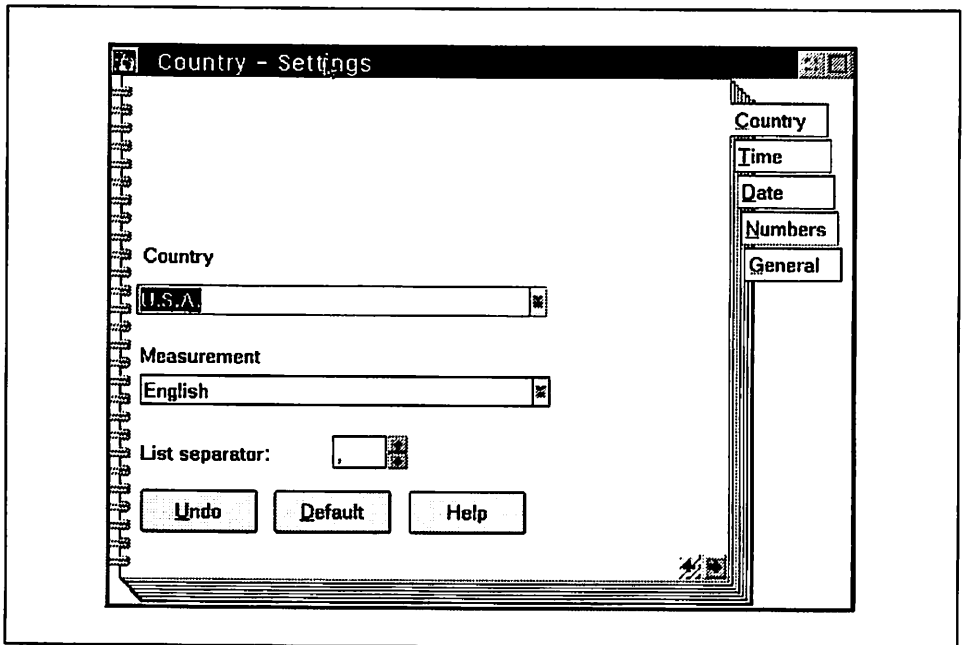 Country - Settings
Country
Time
Date
Numbers
General
Country
U.S.A.
Measurement
English
List separator:
,
Undo
Default
Help